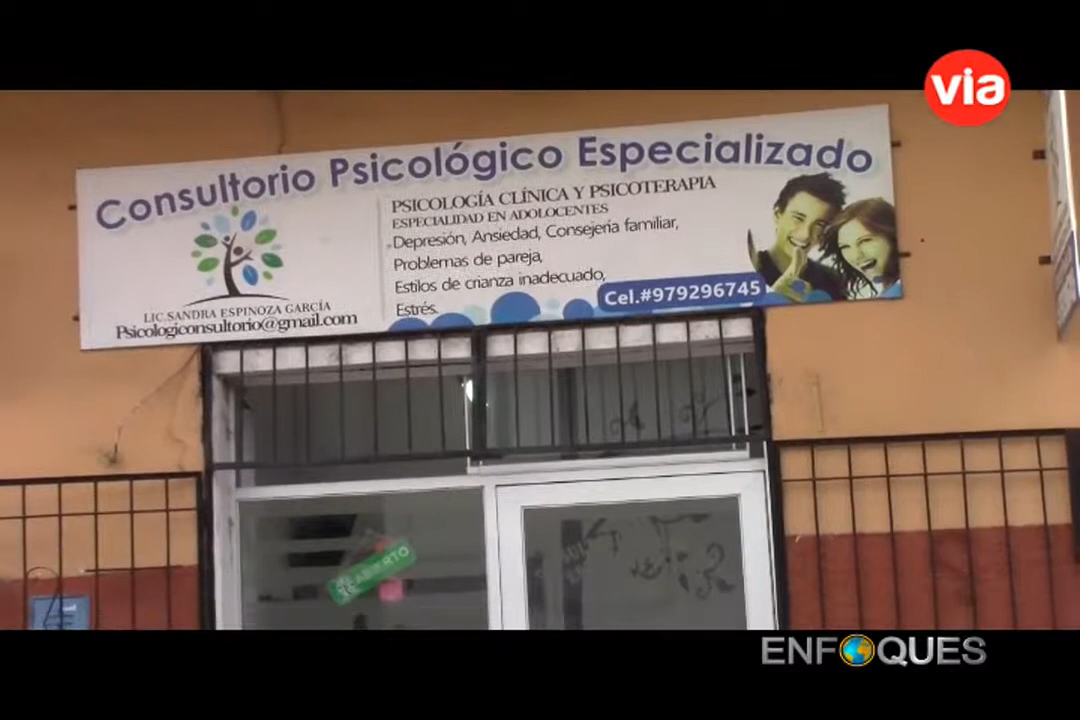 via
Consultorio Psicológico Especializado
PSICOLOGÍA CLÍNICA Y PSICOTERAPIA
ESPECIALIDAD EN ADOLOCENTES
Depresión, Ansiedad, Consejería familiar,
Problemas de pareja,
Estilos de crianza inadecuado,
Estrés.
Cel.#979296745
LIC.SANDRA ESPINOZA GARCÍA
Psicologiconsultorio@gmail.com
ABIERTO
ENFOQUES